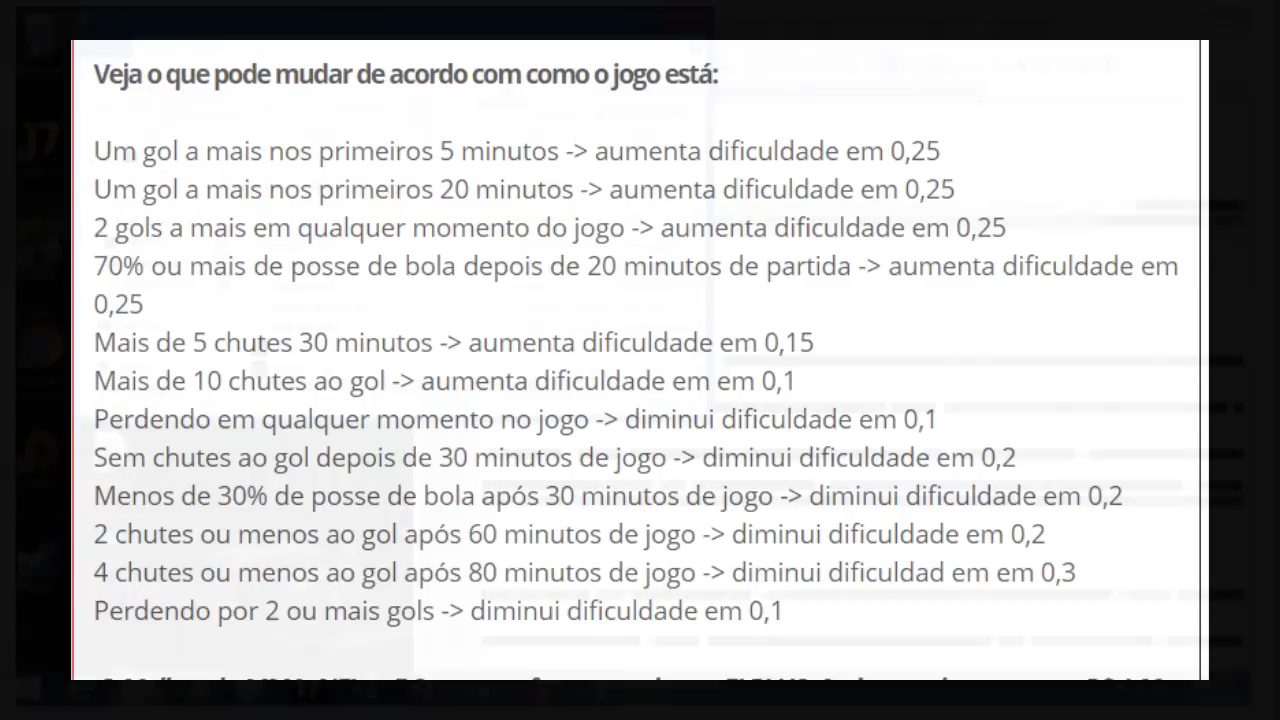 Veja o que pode mudar de acordo com como o jogo está:
Um gol a mais nos primeiros 5 minutos -> aumenta dificuldade em 0,25
Um gol a mais nos primeiros 20 minutos -> aumenta dificuldade em 0,25
2 gols a mais em qualquer momento do jogo -> aumenta dificuldade em 0,25
70% ou mais de posse de bola depois de 20 minutos de partida -> aumenta dificuldade em
0,25
Mais de 5 chutes 30 minutos -> aumenta dificuldade em 0,15
Mais de 10 chutes ao gol -> aumenta dificuldade em em 0,1
Perdendo em qualquer momento no jogo -> diminui dificuldade em 0,1
Sem chutes ao gol depois de 30 minutos de jogo -> diminui dificuldade em 0,2
Menos de 30% de posse de bola após 30 minutos de jogo -> diminui dificuldade em 0,2
2 chutes ou menos ao gol após 60 minutos de jogo -> diminui dificuldade em 0,2
4 chutes ou menos ao gol após 80 minutos de jogo -> diminui dificuldad em em 0,3
Perdendo por 2 ou mais gols -> diminui dificuldade em 0,1